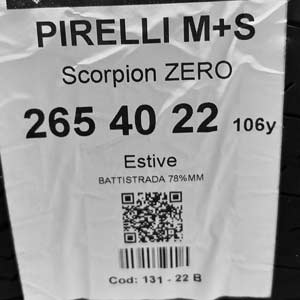 PIRELLI M+S
Scorpion ZERO
265 40 22 106y
Estive
BATTISTRADA 78%MM
Cod: 131 - 22 B